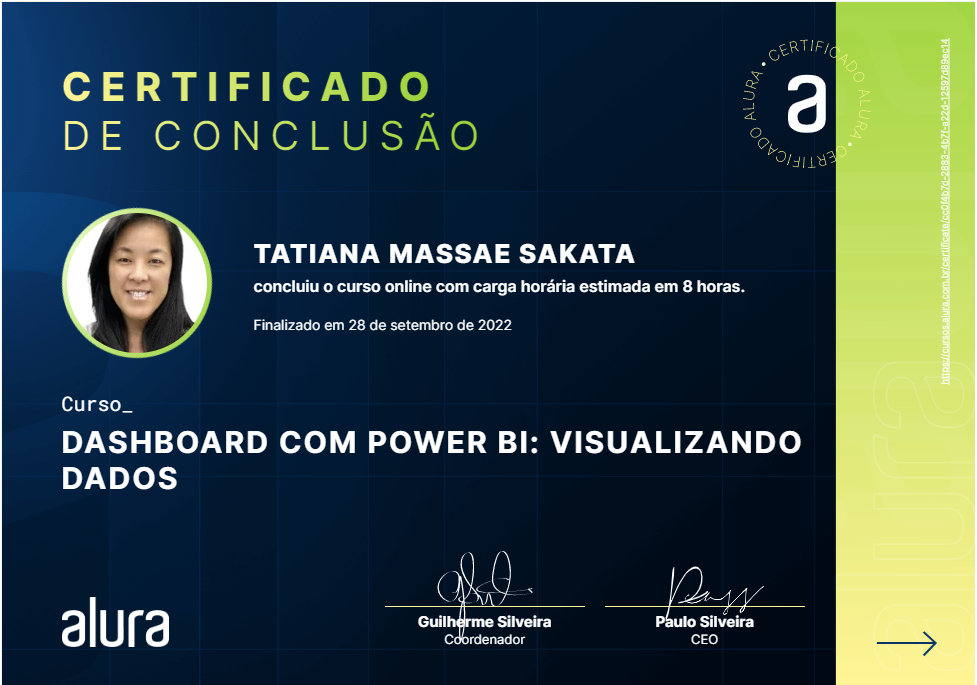 CERTIFICADO
DE CONCLUSÃO
CERTIFICADO ALURA • CERTIFICADO ALURA •
a
TATIANA MASSAE SAKATA
concluiu o curso online com carga horária estimada em 8 horas.
Finalizado em 28 de setembro de 2022
Curso_
DASHBOARD COM POWER BI: VISUALIZANDO
DADOS
alura
Guilherme Silveira
Coordenador
Paulo Silveira
CEO
alura